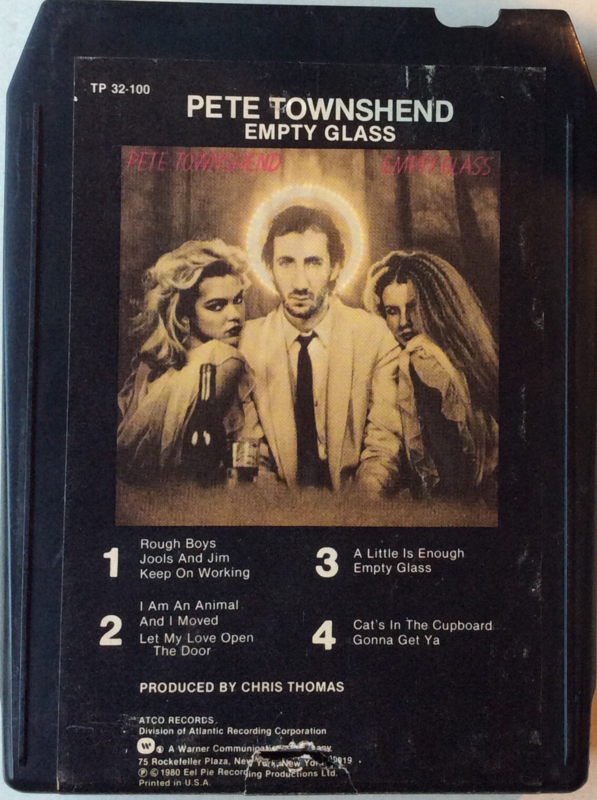 TP 32-100
PETE TOWNSHEND
EMPTY GLASS
PETE TOWNSHEND EMPTY GLASS
1
Rough Boys
Jools And Jim
Keep On Working
2
I Am An Animal
And I Moved
Let My Love Open
The Door
3
A Little Is Enough
Empty Glass
4
Cat's In The Cupboard
Gonna Get Ya
PRODUCED BY CHRIS THOMAS
ATCO RECORDS
Division of Atlantic Recording Corporation
W ® A Warner
75 Rockefeller Plaza, New York, New York
℗ © 1980 Eel Pie Recording Productions Ltd.
Printed in U.S.A.